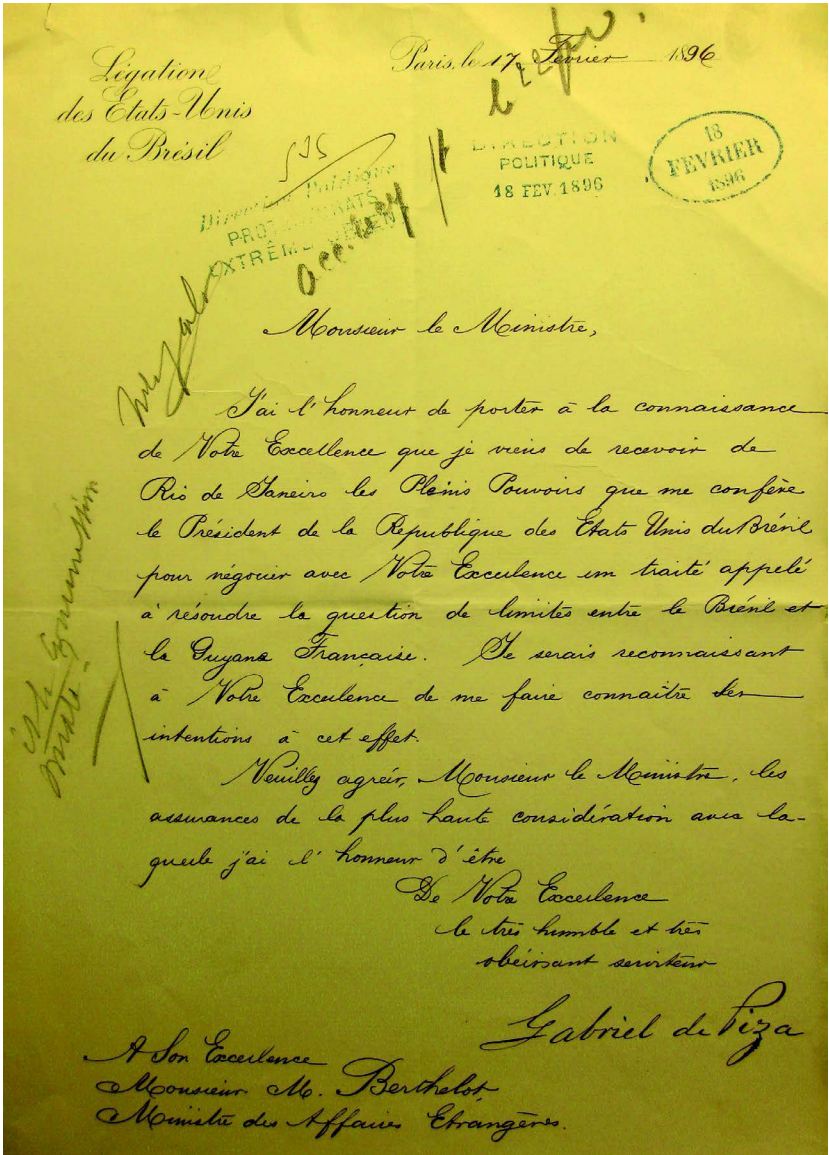 Légation
des Etats-Unis
du Brésil
Paris, le 17 Février 1896
DIRECTION
POLITIQUE
18 FEV. 1896
18
FEVRIER
1896
Direction Politique
PROTECTORATS
EXTRÊME ORIENT
acc.
Monsieur le Ministre,
J'ai l'honneur de porter à la connaissance
de Votre Excellence que je viens de recevoir de
Rio de Janeiro les Pleins Pouvoirs que me confère
le Président de la République des Etats Unis du Brésil
pour négocier avec Votre Excellence un traité appelé
à résoudre la question de limites entre le Brésil et
la Guyane Française. Je serais reconnaissant
à Votre Excellence de me faire connaître ses
intentions à cet effet.
Veuillez agréer, Monsieur le Ministre, les
assurances de la plus haute considération avec la-
quelle j'ai l'honneur d'être
De Votre Excellence
le très humble et très
obéissant serviteur
Gabriel de Piza
A Son Excellence
Monsieur M. Berthelot,
Ministre des Affaires Etrangères.